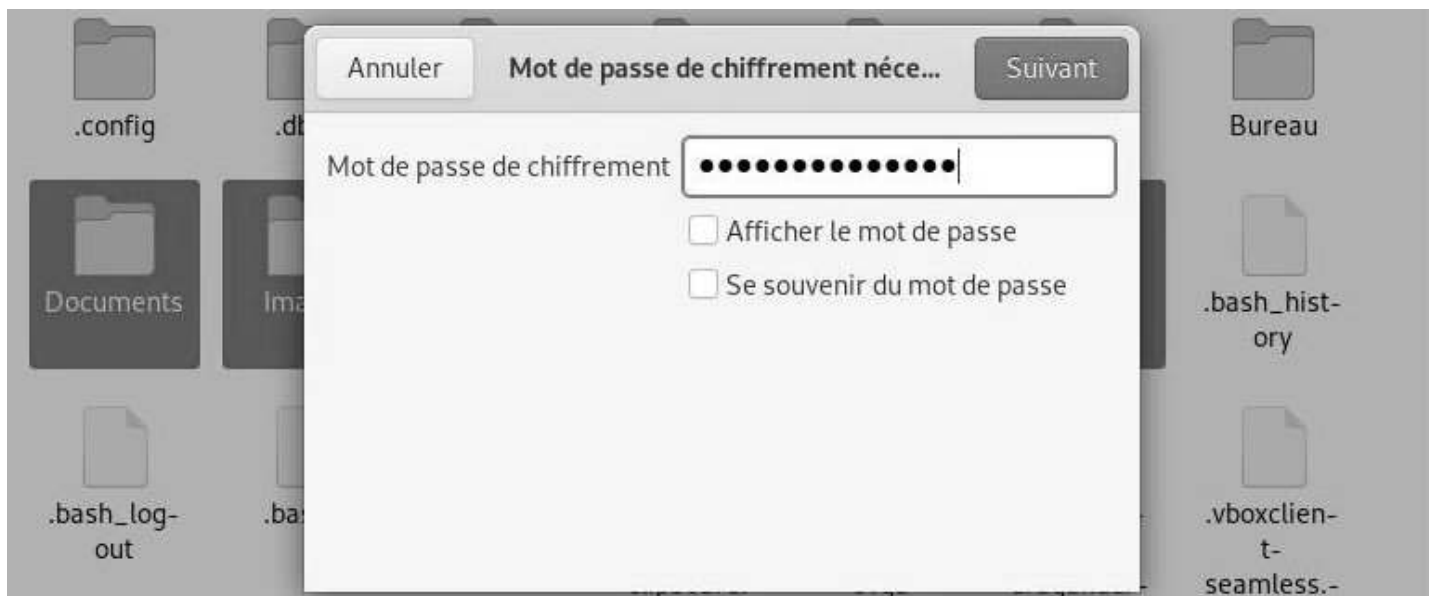 Annuler
Mot de passe de chiffrement néce...
Suivant
.config
Bureau
Mot de passe de chiffrement
Afficher le mot de passe
Se souvenir du mot de passe
Documents
.bash_hist-
ory
.bash_log-
out
.vboxclien-
t-
seamless.-